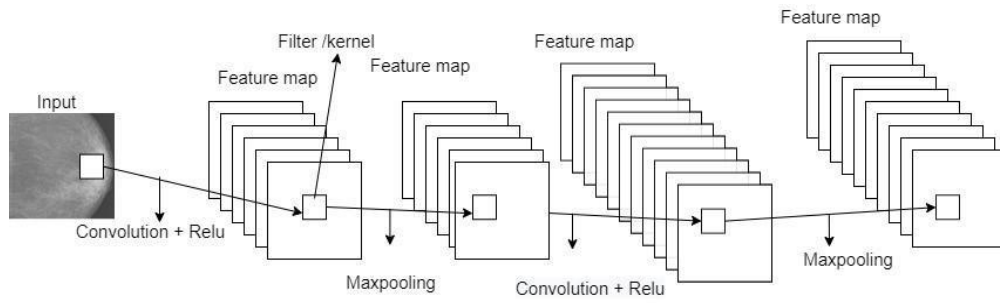 Filter /kernel
Feature map
Feature map
Feature map
Feature map
Input
Convolution + Relu
Maxpooling
Convolution + Relu
Maxpooling